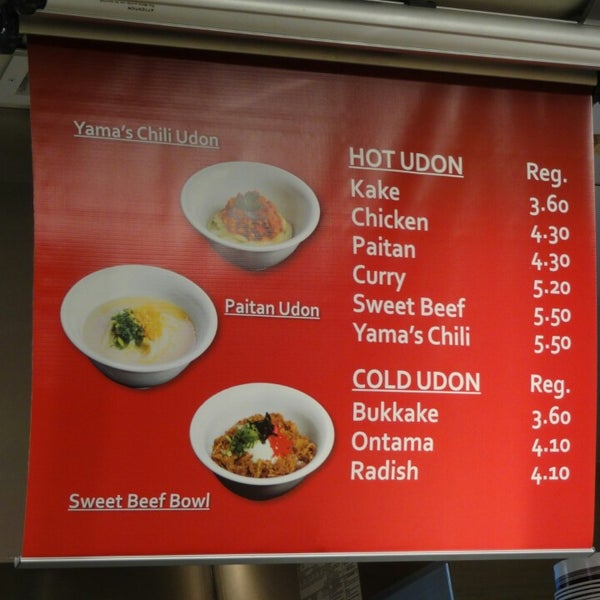 Yama's Chili Udon
Paitan Udon
Sweet Beef Bowl
HOT UDON Reg.
Kake 3.60
Chicken 4.30
Paitan 4.30
Curry 5.20
Sweet Beef 5.50
Yama's Chili 5.50
COLD UDON Reg.
Bukkake 3.60
Ontama 4.10
Radish 4.10